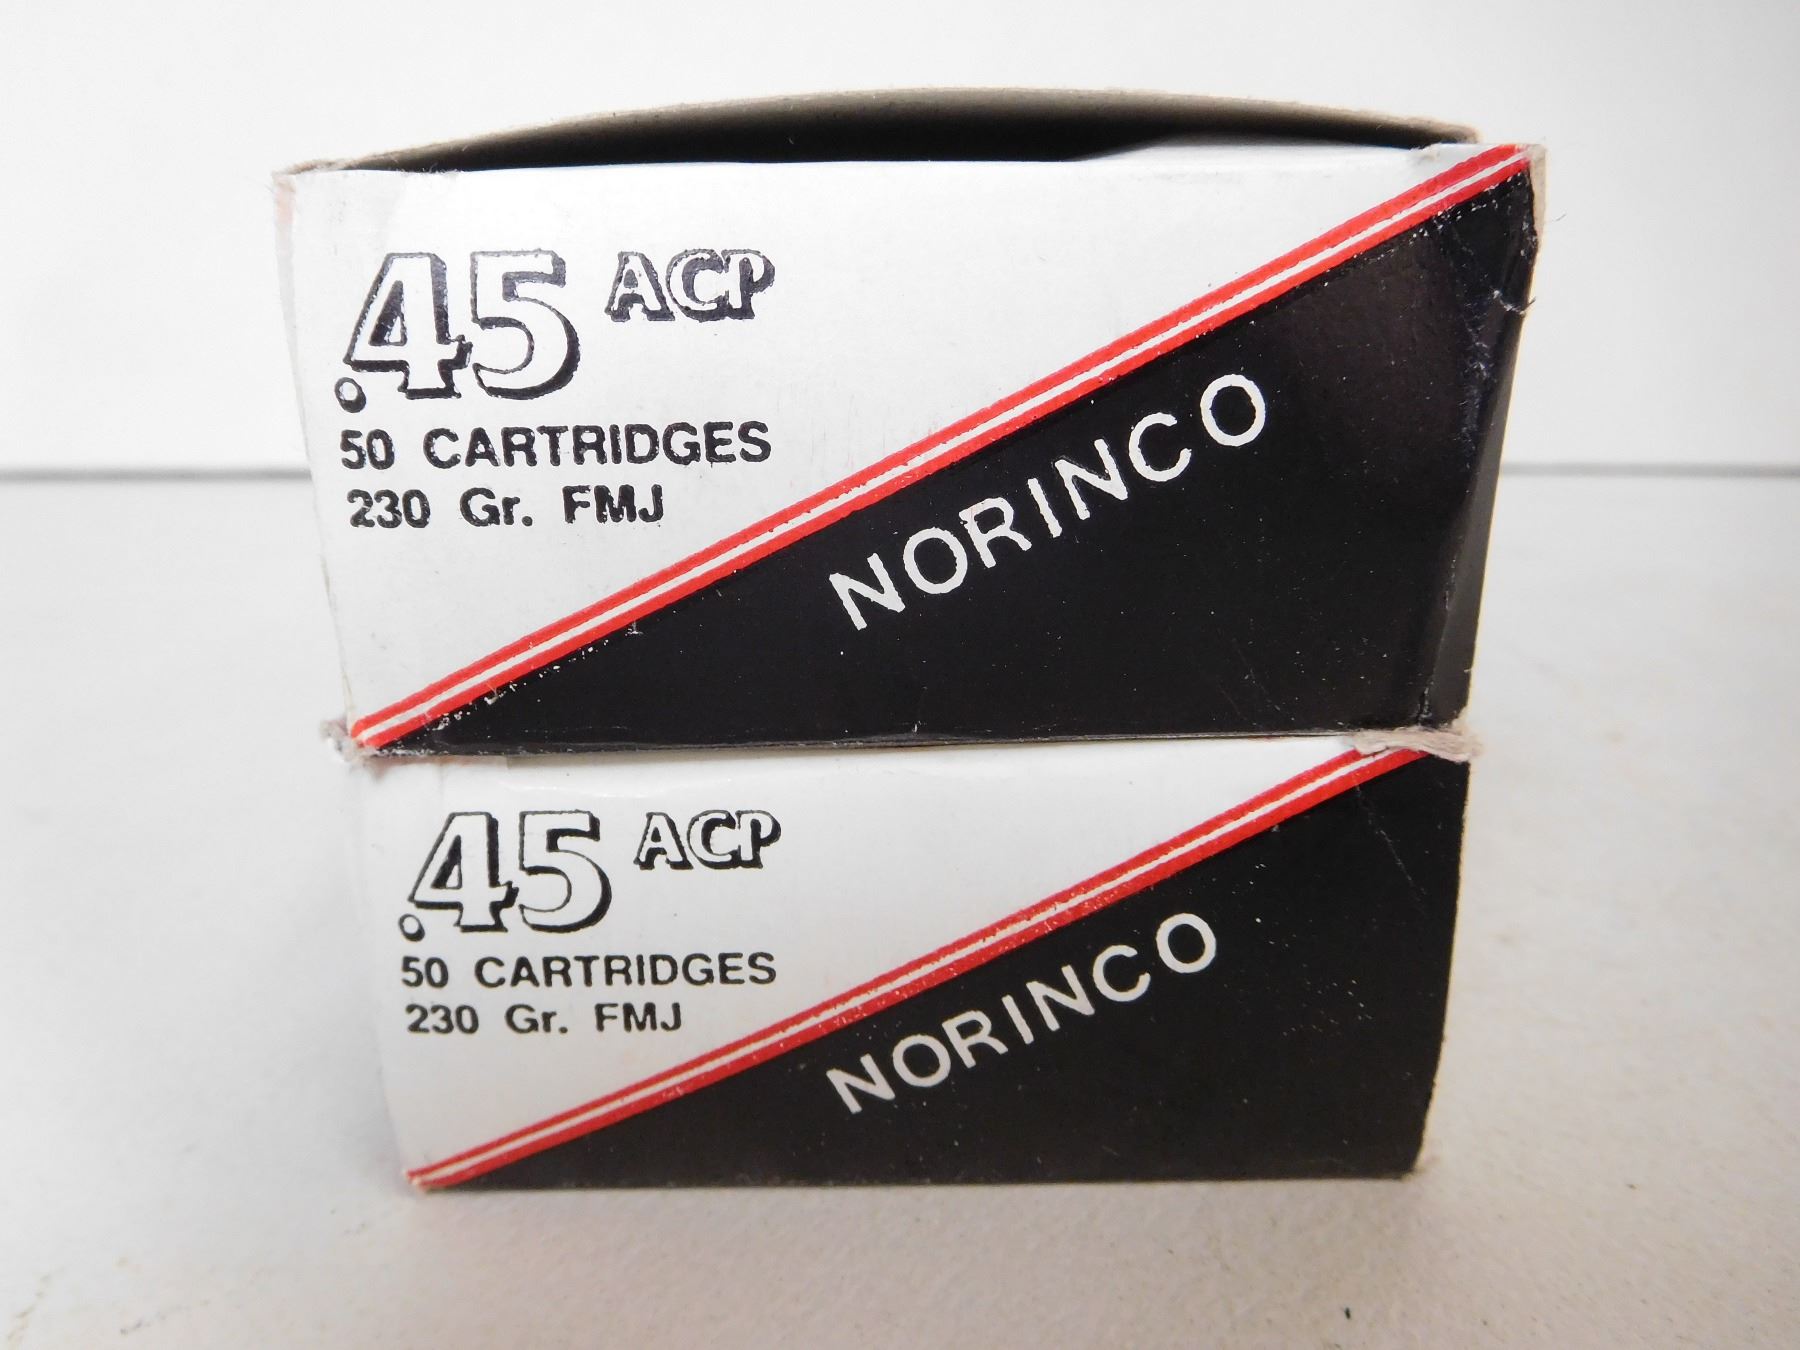 .45 ACP
50 CARTRIDGES
230 Gr. FMJ
NORINCO
.45 ACP
50 CARTRIDGES
230 Gr. FMJ
NORINCO